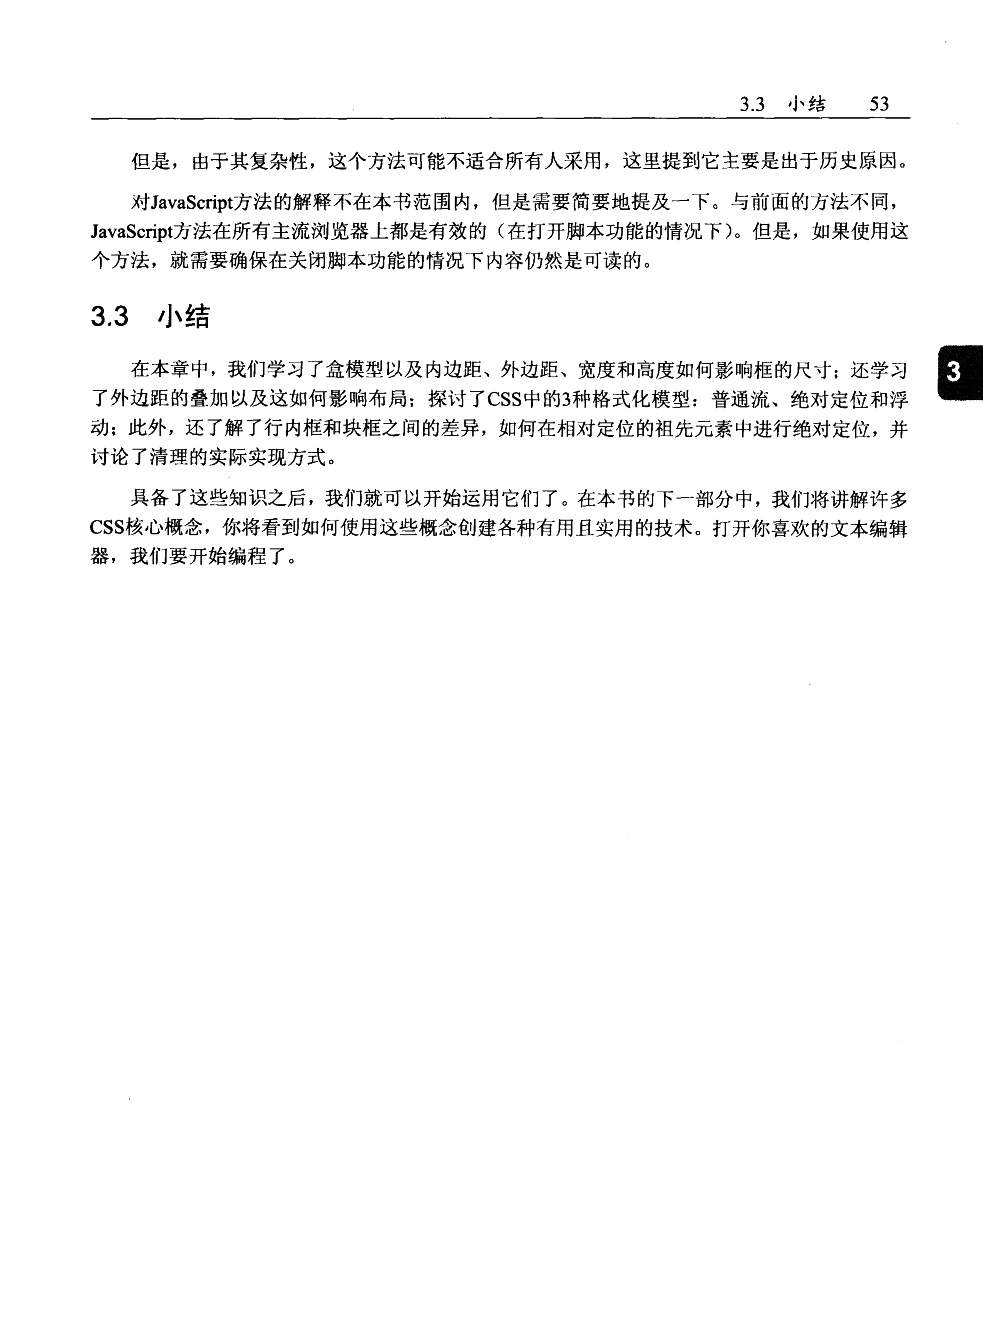 3.3 小结 53
但是，由于其复杂性，这个方法可能不适合所有人采用，这里提到它主要是出于历史原因。
对JavaScript方法的解释不在本书范围内，但是需要简要地提及一下。与前面的方法不同，
JavaScript方法在所有主流浏览器上都是有效的（在打开脚本功能的情况下）。但是，如果使用这
个方法，就需要确保在关闭脚本功能的情况下内容仍然是可读的。
3.3 小结
在本章中，我们学习了盒模型以及内边距、外边距、宽度和高度如何影响框的尺寸；还学习
3
了外边距的叠加以及这如何影响布局；探讨了CSS中的3种格式化模型：普通流、绝对定位和浮
动；此外，还了解了行内框和块框之间的差异，如何在相对定位的祖先元素中进行绝对定位，并
讨论了清理的实际实现方式。
具备了这些知识之后，我们就可以开始运用它们了。在本书的下一部分中，我们将讲解许多
CSS核心概念，你将看到如何使用这些概念创建各种有用且实用的技术。打开你喜欢的文本编辑
器，我们要开始编程了。